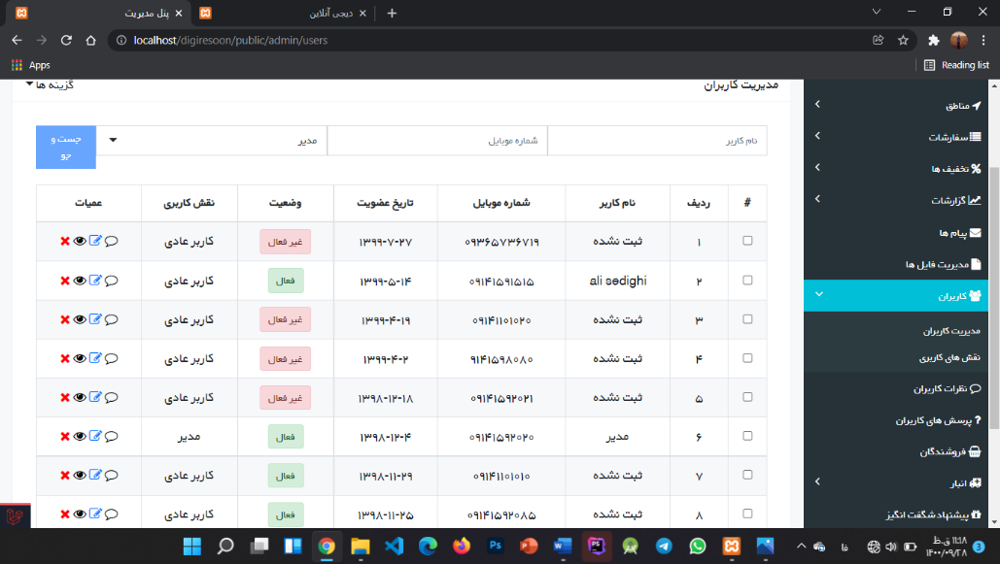 پنل مدیریت
دیجی آنلاین
localhost/digiresoon/public/admin/users
Apps
Reading list
مدیریت کاربران
گزینه ها
نام کاربر
شماره موبایل
مدیر
جست و
جو
# ردیف نام کاربر شماره موبایل تاریخ عضویت وضعیت نقش کاربری عمیات
۱ ثبت نشده ۰۹۳۶۵۷۳۶۷۱۹ ۱۳۹۹-۷-۲۷ غیر فعال کاربر عادی
۲ ali sedighi ۰۹۱۴۱۵۹۱۵۱۵ ۱۳۹۹-۵-۱۴ فعال کاربر عادی
۳ ثبت نشده ۰۹۱۴۱۱۰۱۰۲۰ ۱۳۹۹-۴-۱۹ غیر فعال کاربر عادی
۴ ثبت نشده ۹۱۴۱۵۹۸۰۸۰ ۱۳۹۹-۴-۲ غیر فعال کاربر عادی
۵ ثبت نشده ۰۹۱۴۱۵۹۲۰۲۱ ۱۳۹۸-۱۲-۱۸ غیر فعال کاربر عادی
۶ مدیر ۰۹۱۴۱۵۹۲۰۲۰ ۱۳۹۸-۱۲-۴ فعال مدیر
۷ ثبت نشده ۰۹۱۴۱۱۰۱۰۱۰ ۱۳۹۸-۱۱-۲۹ فعال کاربر عادی
۸ ثبت نشده ۰۹۱۴۱۵۹۲۰۸۵ ۱۳۹۸-۱۱-۲۵ فعال کاربر عادی
مناطق
سفارشات
تخفیف ها
گزارشات
پیام ها
مدیریت فایل ها
کاربران
مدیریت کاربران
نقش های کاربری
نظرات کاربران
پرسش های کاربران
فروشندگان
انبار
پیشنهاد شگفت انگیز
Ps
P
W
PS
فا
۱۱:۱۸ ق.ظ
۱۴۰۰/۰۹/۲۸
3